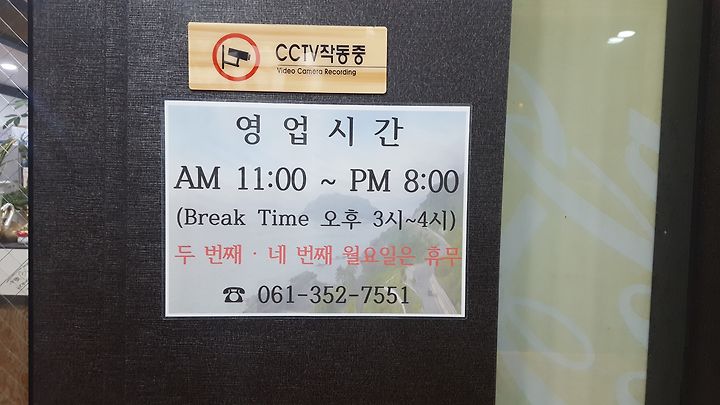 CCTV작동중
Video Camera Recording
영 업 시 간
AM 11:00 ~ PM 8:00
(Break Time 오후 3시~4시)
두 번째 · 네 번째 월요일은 휴무
☎ 061-352-7551